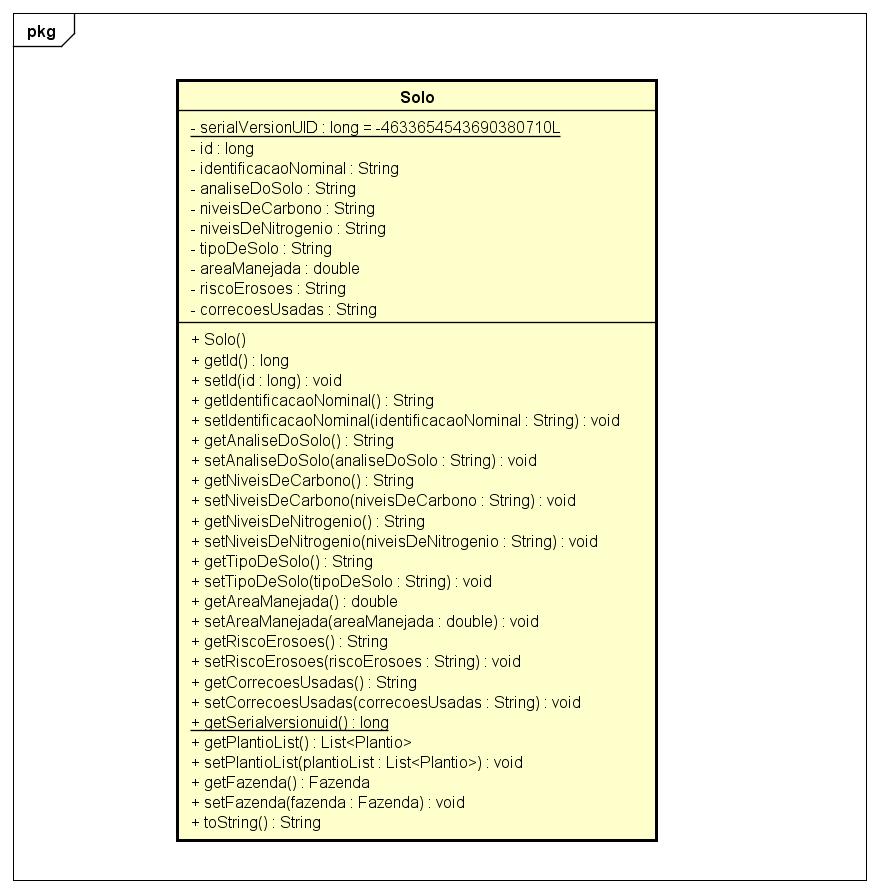 pkg
Solo
- serialVersionUID : long = -4633654543690380710L
- id : long
- identificacaoNominal : String
- analiseDoSolo : String
- niveisDeCarbono : String
- niveisDeNitrogenio : String
- tipoDeSolo : String
- areaManejada : double
- riscoErosoes : String
- correcoesUsadas : String
+ Solo()
+ getId() : long
+ setId(id : long) : void
+ getIdentificacaoNominal() : String
+ setIdentificacaoNominal(identificacaoNominal : String) : void
+ getAnaliseDoSolo() : String
+ setAnaliseDoSolo(analiseDoSolo : String) : void
+ getNiveisDeCarbono() : String
+ setNiveisDeCarbono(niveisDeCarbono : String) : void
+ getNiveisDeNitrogenio() : String
+ setNiveisDeNitrogenio(niveisDeNitrogenio : String) : void
+ getTipoDeSolo() : String
+ setTipoDeSolo(tipoDeSolo : String) : void
+ getAreaManejada() : double
+ setAreaManejada(areaManejada : double) : void
+ getRiscoErosoes() : String
+ setRiscoErosoes(riscoErosoes : String) : void
+ getCorrecoesUsadas() : String
+ setCorrecoesUsadas(correcoesUsadas : String) : void
+ getSerialversionuid() : long
+ getPlantioList() : List<Plantio>
+ setPlantioList(plantioList : List<Plantio>) : void
+ getFazenda() : Fazenda
+ setFazenda(fazenda : Fazenda) : void
+ toString() : String